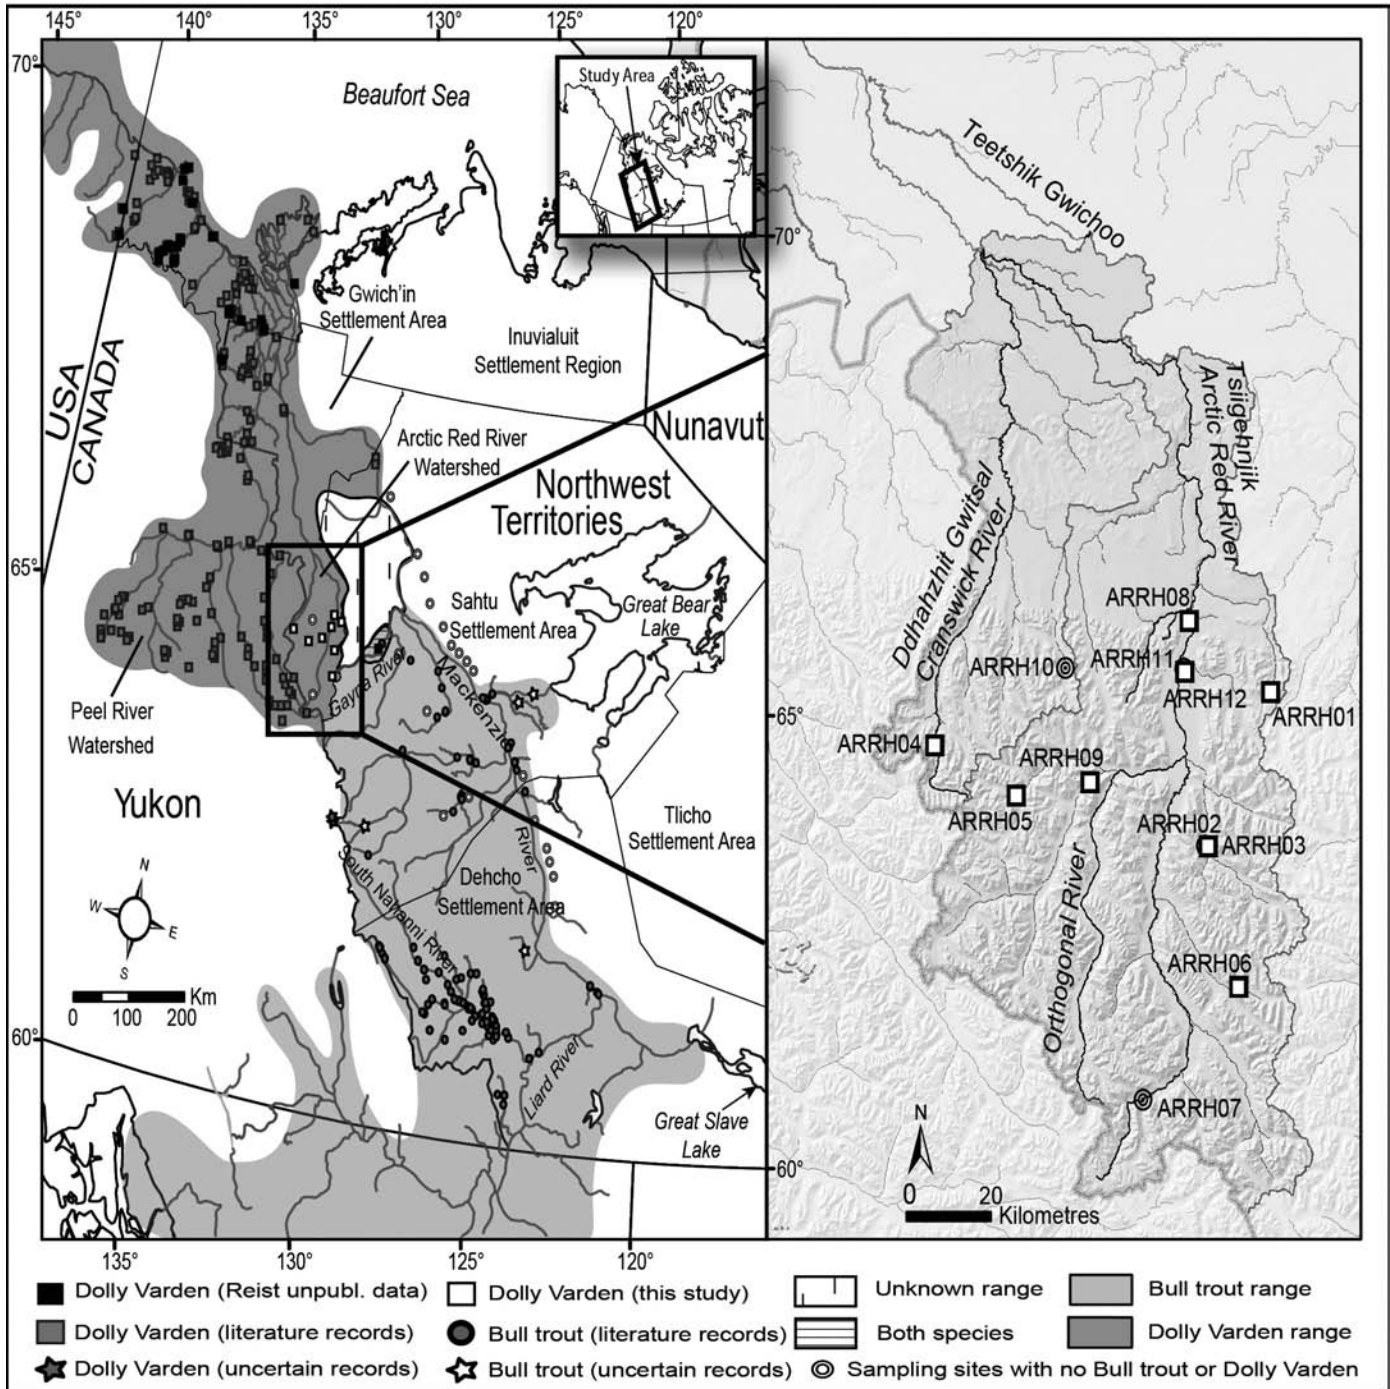 145°
140°
135°
130°
125°
120°
70°
Beaufort Sea
Study Area
70°
Teetshik Gwichoo
Gwich'in
Settlement Area
Inuvialuit
Settlement Region
USA
CANADA
Nunavut
Arctic Red River
Watershed
Northwest
Territories
Tsiigehnjik
Arctic Red River
Ddhahzhit Gwitsal
Cranswick River
65°
Sahtu
Settlement Area
Great Bear
Lake
ARRH08
ARRH10
ARRH11
ARRH12
ARRH01
Gayna River
Mackenzie
River
Peel River
Watershed
65°
ARRH04
ARRH09
ARRH05
ARRH02
ARRH03
Yukon
Tlicho
Settlement Area
South Nahanni River
Dehcho
Settlement Area
Orthogonal River
ARRH06
N
W
E
S
Km
0 100 200
60°
Liard River
Great Slave
Lake
ARRH07
N
0 20
Kilometres
60°
135°
130°
125°
120°
Dolly Varden (Reist unpubl. data)
Dolly Varden (this study)
Unknown range
Bull trout range
Dolly Varden (literature records)
Bull trout (literature records)
Both species
Dolly Varden range
Dolly Varden (uncertain records)
Bull trout (uncertain records)
Sampling sites with no Bull trout or Dolly Varden